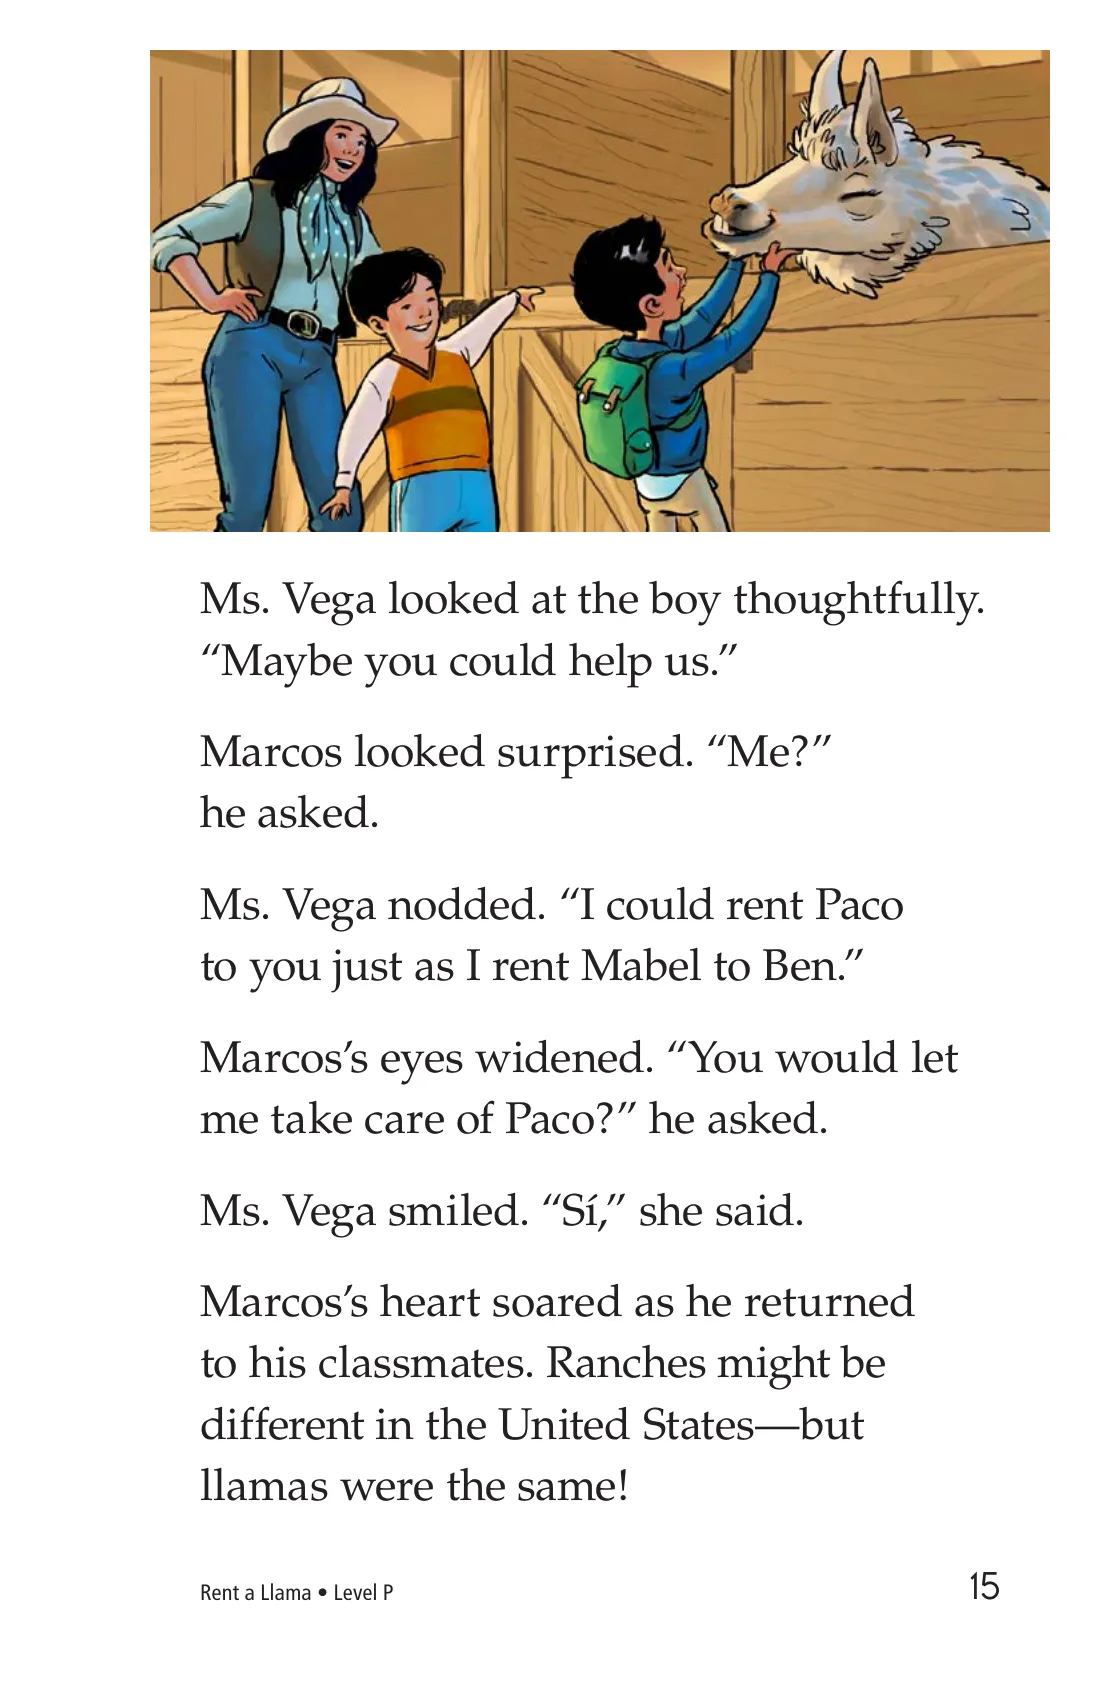 Ms. Vega looked at the boy thoughtfully.
“Maybe you could help us.”
Marcos looked surprised. “Me?”
he asked.
Ms. Vega nodded. “I could rent Paco
to you just as I rent Mabel to Ben.”
Marcos’s eyes widened. “You would let
me take care of Paco?” he asked.
Ms. Vega smiled. “Sí,” she said.
Marcos’s heart soared as he returned
to his classmates. Ranches might be
different in the United States—but
llamas were the same!
Rent a Llama • Level P
15